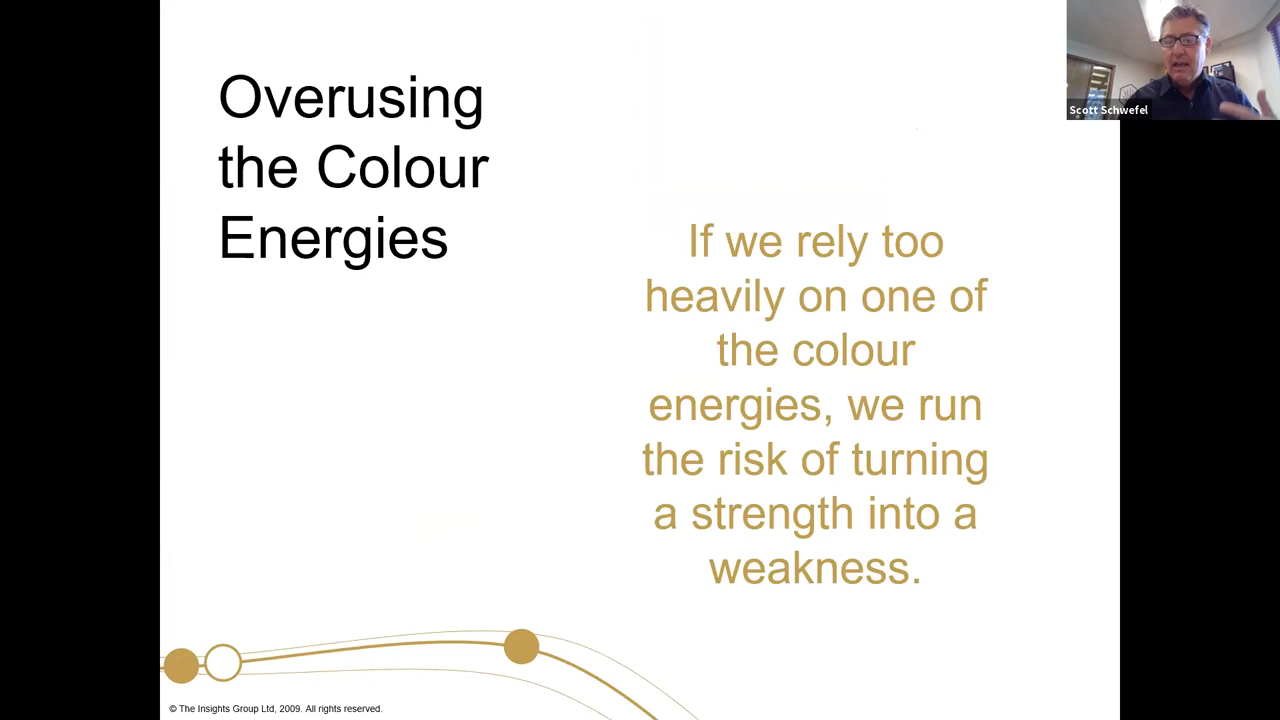 Overusing
the Colour
Energies
If we rely too
heavily on one of
the colour
energies, we run
the risk of turning
a strength into a
weakness.
Scott Schwefel
© The Insights Group Ltd, 2009. All rights reserved.